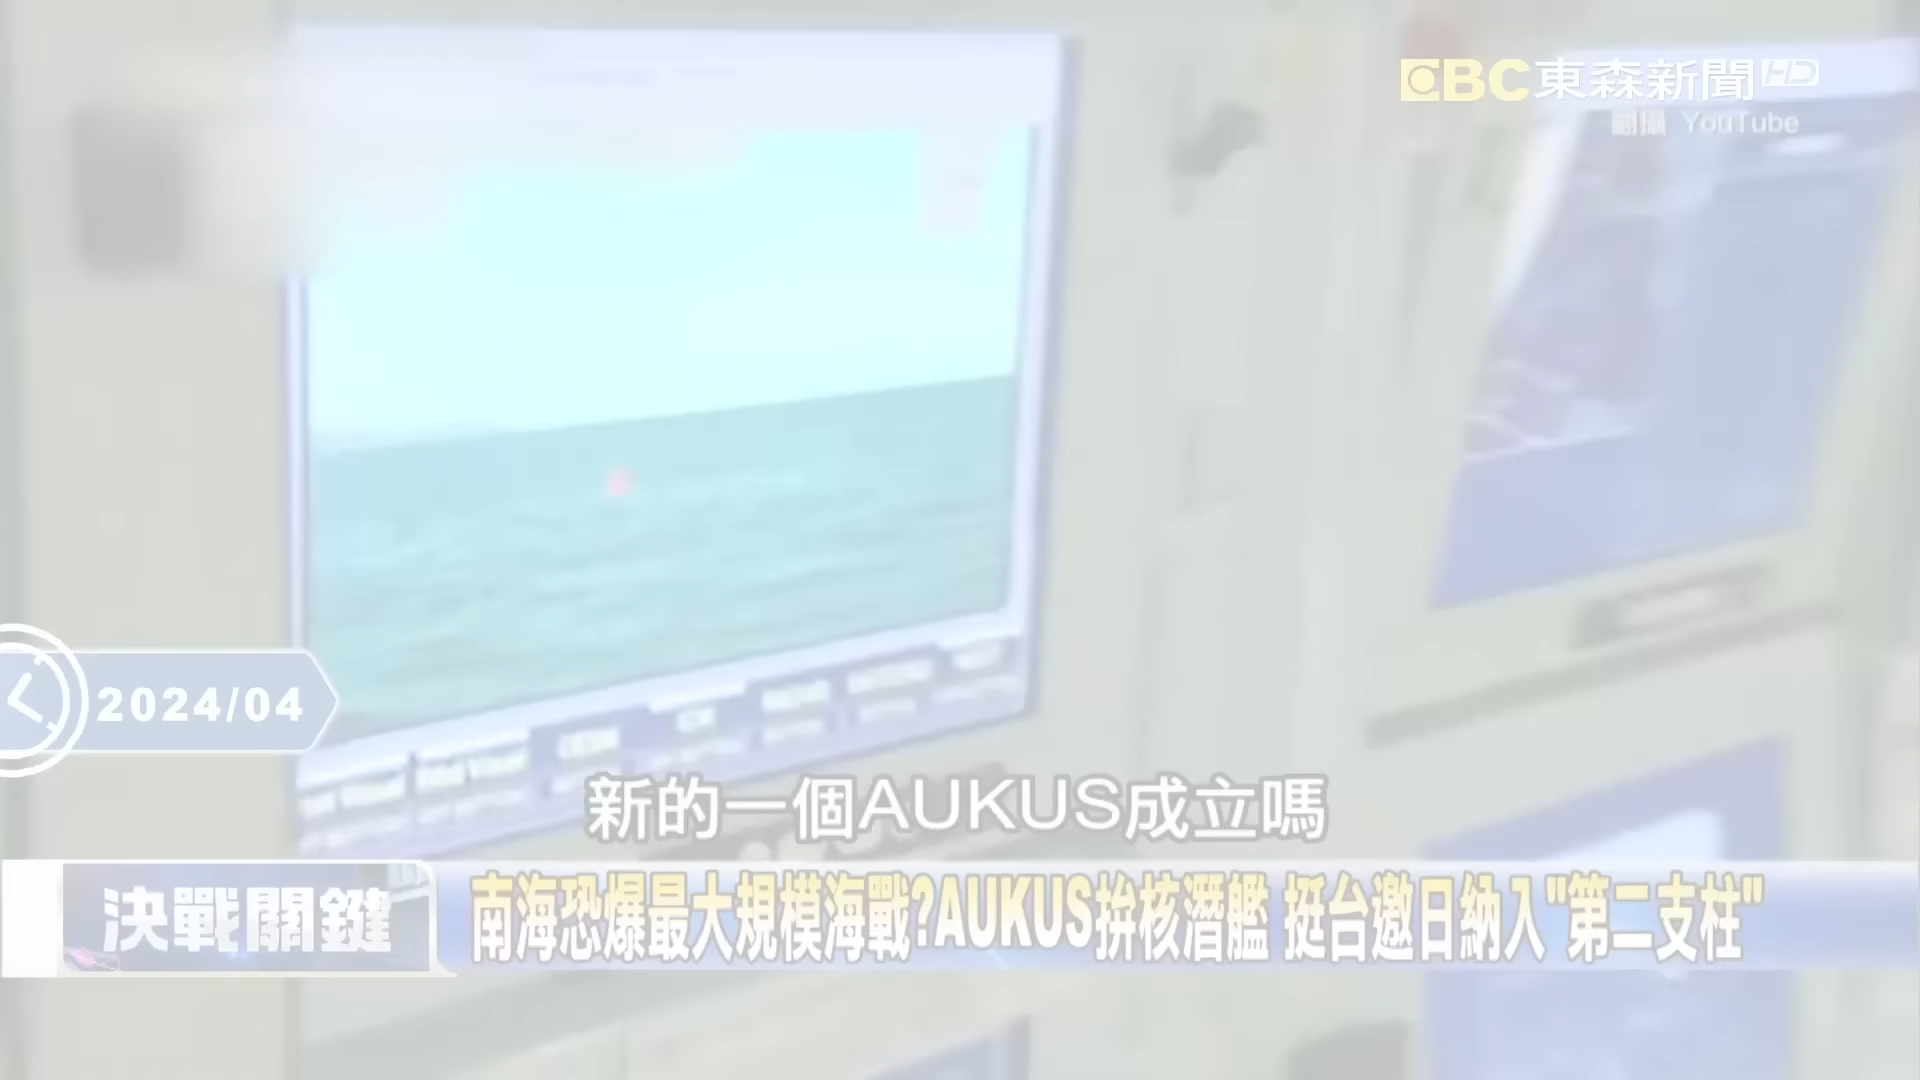 EBC東森新聞HD
翻攝 YouTube
2024/04
新的一個AUKUS成立嗎
決戰關鍵
南海恐爆最大規模海戰?AUKUS拚核潛艦 挺台邀日納入"第二支柱"